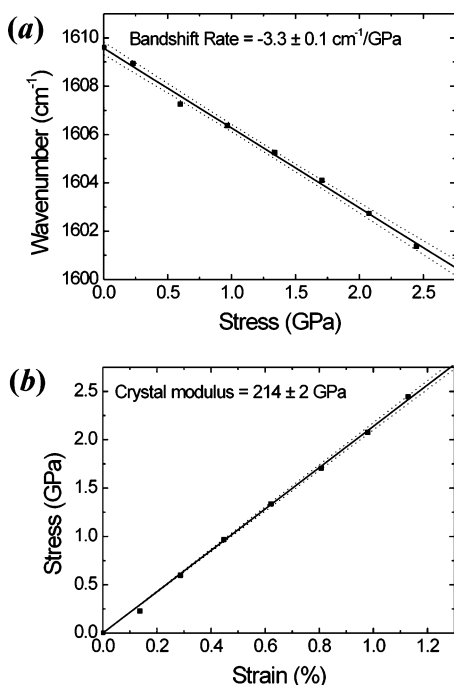 (a)
Bandshift Rate = -3.3 ± 0.1 cm⁻¹/GPa
Wavenumber (cm⁻¹)
1610
1608
1606
1604
1602
1600
0.0 0.5 1.0 1.5 2.0 2.5
Stress (GPa)
(b)
Crystal modulus = 214 ± 2 GPa
Stress (GPa)
2.5
2.0
1.5
1.0
0.5
0.0
0.0 0.2 0.4 0.6 0.8 1.0 1.2
Strain (%)